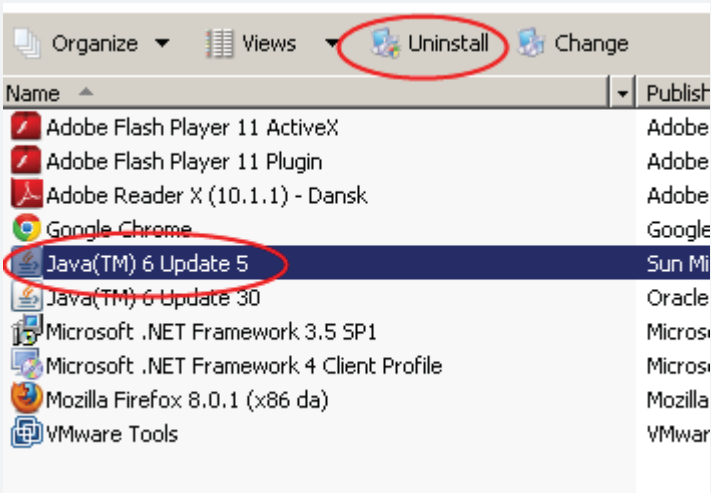 Organize Views Uninstall Change
Name Publish
Adobe Flash Player 11 ActiveX Adobe
Adobe Flash Player 11 Plugin Adobe
Adobe Reader X (10.1.1) - Dansk Adobe
Google Chrome Google
Java(TM) 6 Update 5 Sun Mi
Java(TM) 6 Update 30 Oracle
Microsoft .NET Framework 3.5 SP1 Micros
Microsoft .NET Framework 4 Client Profile Micros
Mozilla Firefox 8.0.1 (x86 da) Mozilla
VMware Tools VMwar